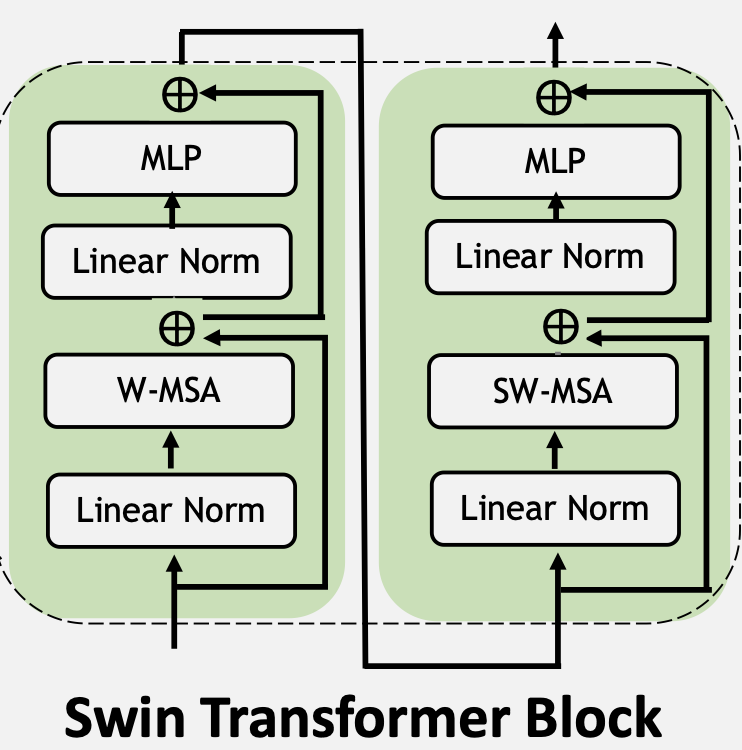 MLP
Linear Norm
W-MSA
Linear Norm
MLP
Linear Norm
SW-MSA
Linear Norm
Swin Transformer Block